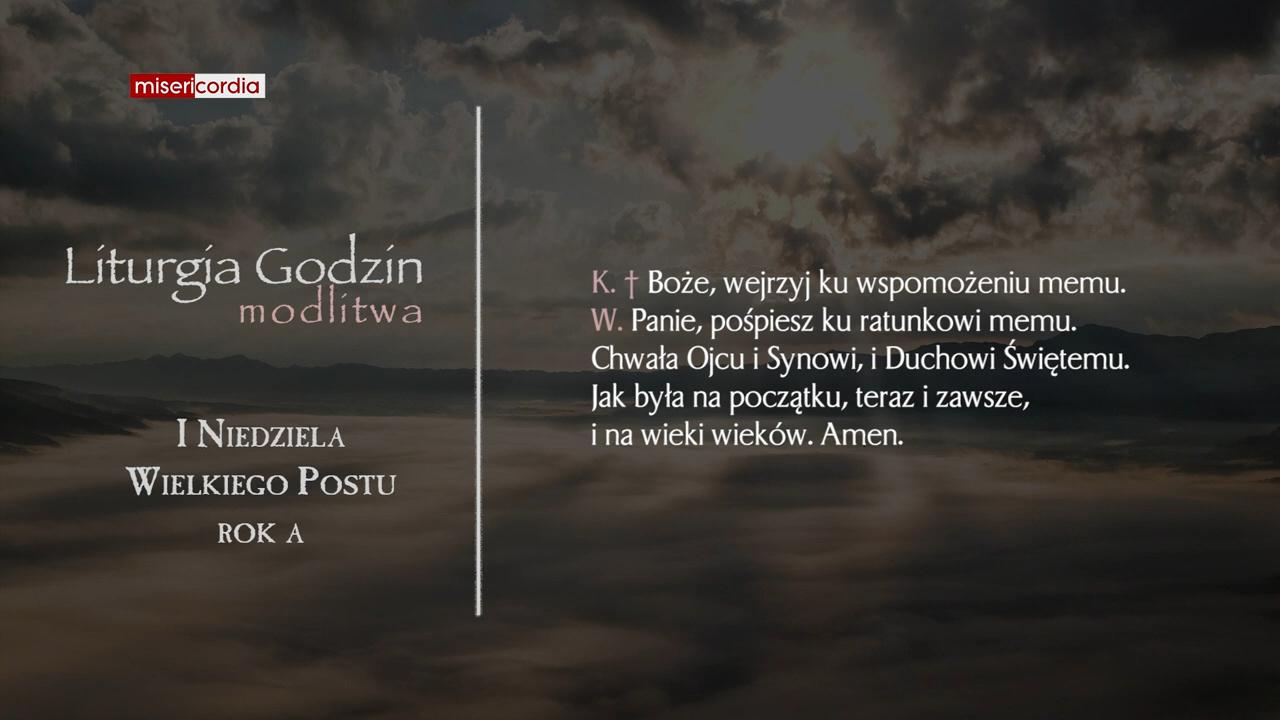 misericordia
Liturgia Godzin
modlitwa
I Niedziela
Wielkiego Postu
rok a
K. † Boże, wejrzyj ku wspomożeniu memu.
W. Panie, pośpiesz ku ratunkowi memu.
Chwała Ojcu i Synowi, i Duchowi Świętemu.
Jak była na początku, teraz i zawsze,
i na wieki wieków. Amen.